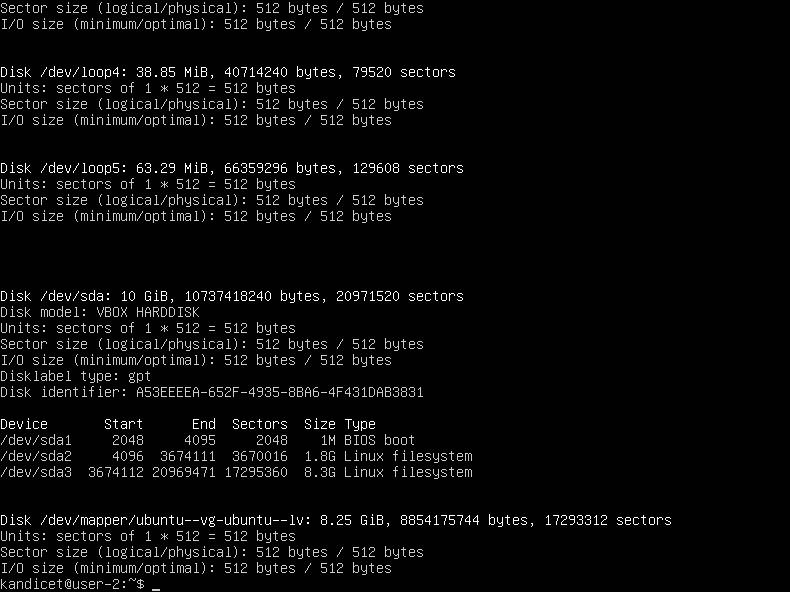 Sector size (logical/physical): 512 bytes / 512 bytes
I/O size (minimum/optimal): 512 bytes / 512 bytes
Disk /dev/loop4: 38.85 MiB, 40714240 bytes, 79520 sectors
Units: sectors of 1 * 512 = 512 bytes
Sector size (logical/physical): 512 bytes / 512 bytes
I/O size (minimum/optimal): 512 bytes / 512 bytes
Disk /dev/loop5: 63.29 MiB, 66359296 bytes, 129608 sectors
Units: sectors of 1 * 512 = 512 bytes
Sector size (logical/physical): 512 bytes / 512 bytes
I/O size (minimum/optimal): 512 bytes / 512 bytes
Disk /dev/sda: 10 GiB, 10737418240 bytes, 20971520 sectors
Disk model: VBOX HARDDISK
Units: sectors of 1 * 512 = 512 bytes
Sector size (logical/physical): 512 bytes / 512 bytes
I/O size (minimum/optimal): 512 bytes / 512 bytes
Disklabel type: gpt
Disk identifier: A53EEEEA-652F-4935-8BA6-4F431DAB3831
Device       Start      End  Sectors  Size Type
/dev/sda1     2048     4095     2048    1M BIOS boot
/dev/sda2     4096  3674111  3670016  1.8G Linux filesystem
/dev/sda3  3674112 20969471 17295360  8.3G Linux filesystem
Disk /dev/mapper/ubuntu--vg-ubuntu--lv: 8.25 GiB, 8854175744 bytes, 17293312 sectors
Units: sectors of 1 * 512 = 512 bytes
Sector size (logical/physical): 512 bytes / 512 bytes
I/O size (minimum/optimal): 512 bytes / 512 bytes
kandicet@user-2:~$ _